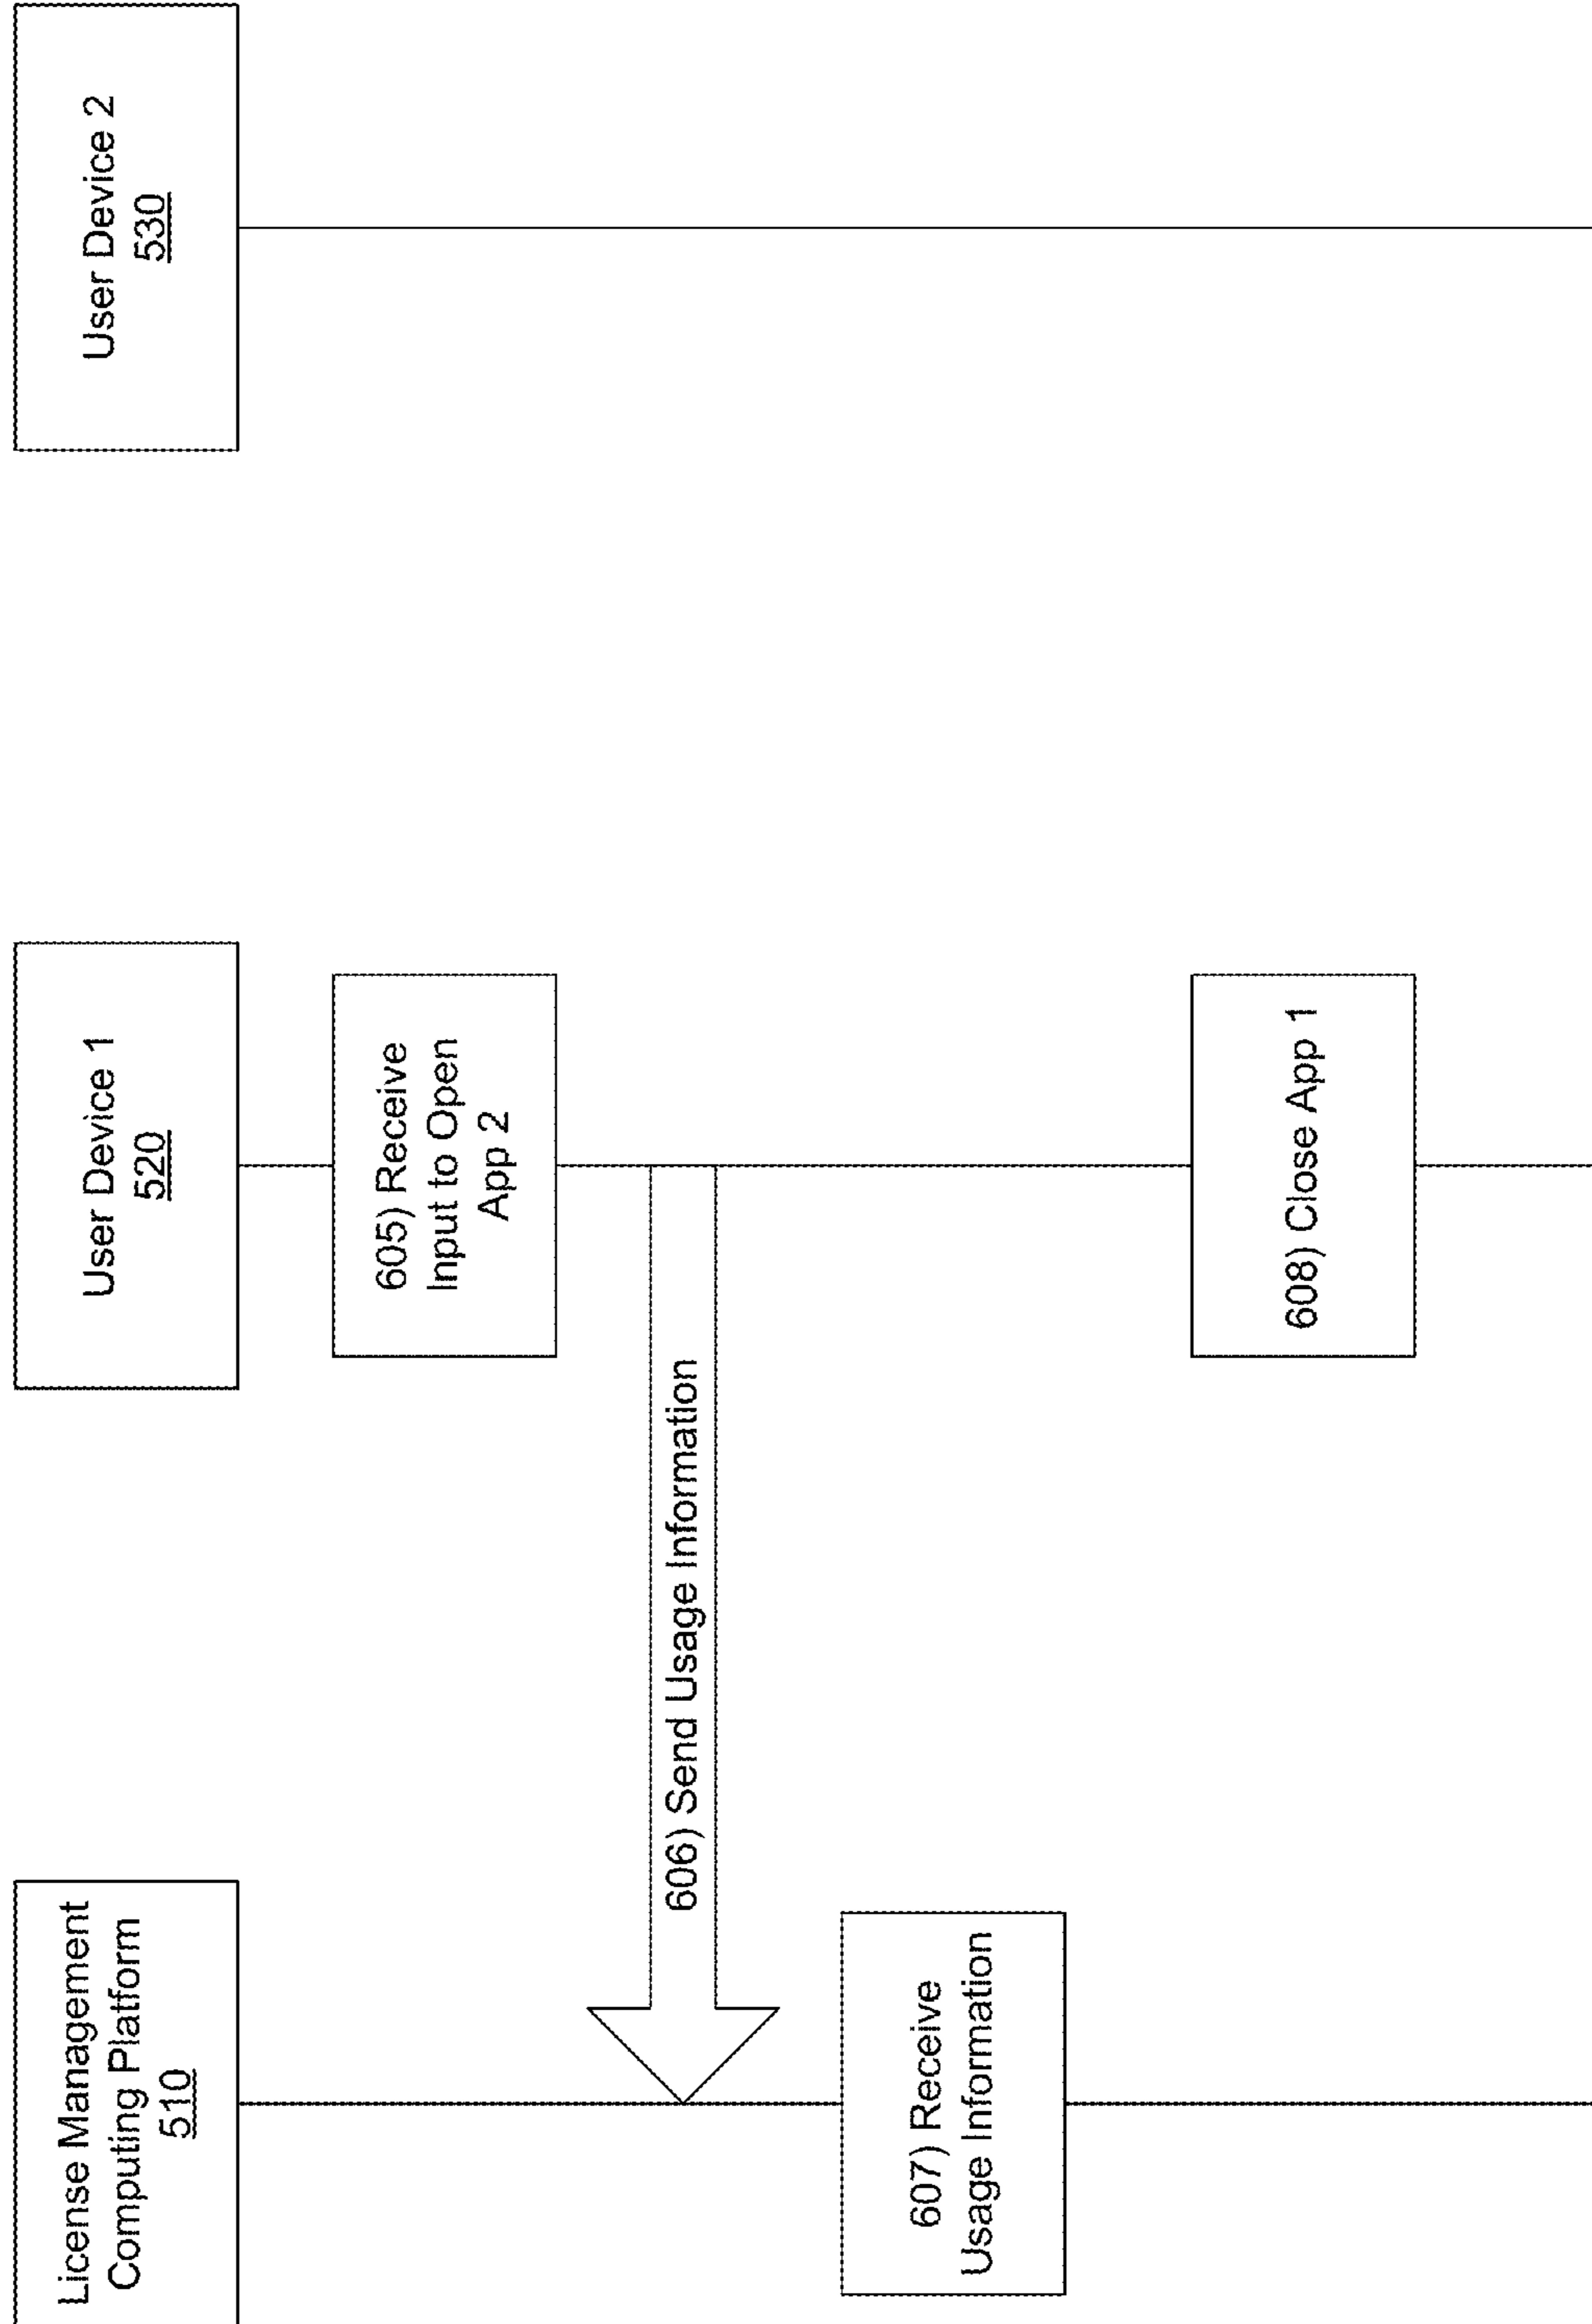 License Management
Computing Platform
510
User Device 1
520
User Device 2
530
605) Receive
Input to Open
App 2
606) Send Usage Information
607) Receive
Usage Information
608) Close App 1